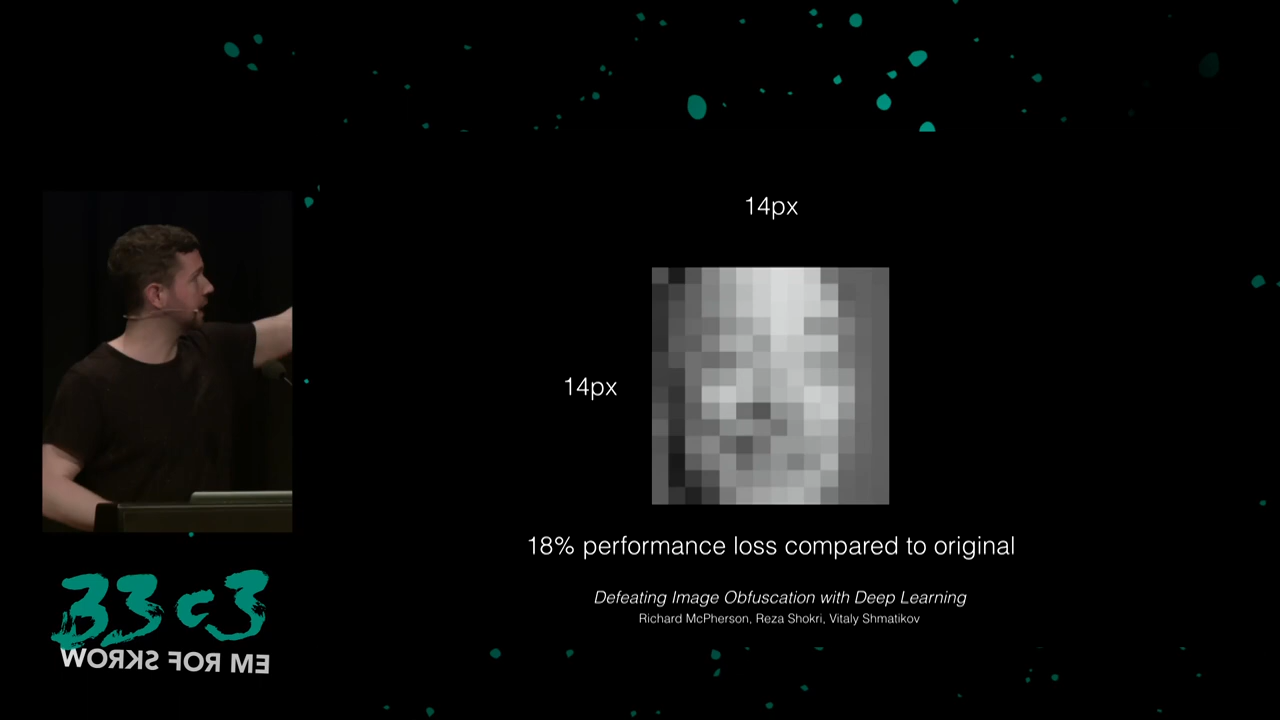 14px
14px
18% performance loss compared to original
Defeating Image Obfuscation with Deep Learning
Richard McPherson, Reza Shokri, Vitaly Shmatikov
33c3
WORKS FOR ME